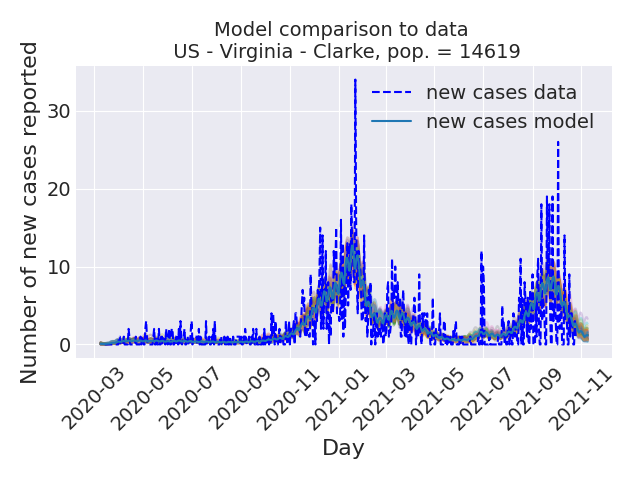 Model comparison to data
US - Virginia - Clarke, pop. = 14619
new cases data
new cases model
Number of new cases reported
30
20
10
0
2020-03
2020-05
2020-07
2020-09
2020-11
2021-01
2021-03
2021-05
2021-07
2021-09
2021-11
Day